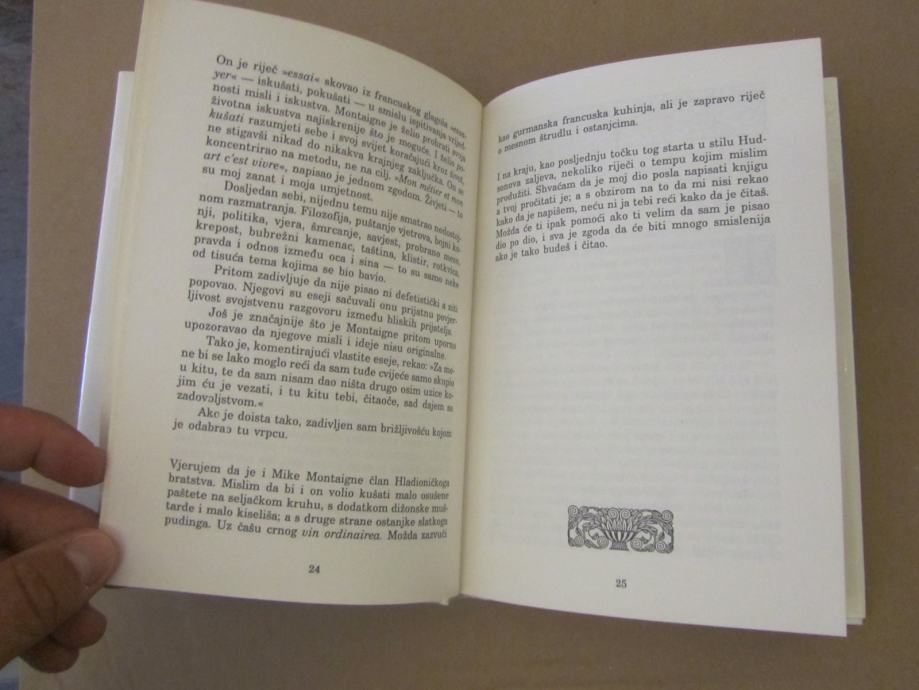 On je riječ »essai« skovao iz francuskog glagola »essa-
yer« — iskušati, pokušati — u smislu ispitivanja vrijed-
nosti misli i iskustva. Montaigne je želio probrati svoja
životna iskustva najiskrenije što je moguće. I želio po-
kušati razumjeti sebe i svoj svijet koračajući kroz život,
ne stigavši nikad do nikakva krajnjeg zaključka. On se
koncentrirao na metodu, ne na cilj. »Mon métier et mon
art c'est vivre«, napisao je jednom zgodom. Živjeti — to
su moj zanat i moja umjetnost.
Dosljedan sebi, nijednu temu nije smatrao nedostoj-
nom razmatranja. Filozofija, puštanje vjetrova, bojni ko-
nji, politika, vjera, šmrcanje, savjest, probrano meso,
krepost, bubrežni kamenac, taština, klistir, rotkvica,
pravda i odnos između oca i sina — to su samo neke
od tisuća tema kojima se bio bavio.
Pritom zadivljuje da nije pisao ni defetistički a niti
popovao. Njegovi su eseji sačuvali onu prijatnu povjer-
ljivost svojstvenu razgovoru između bliskih prijatelja.
Još je značajnije što je Montaigne pritom uporno
upozoravao da njegove misli i ideje nisu originalne.
Tako je, komentirajući vlastite eseje, rekao: »Za me-
ne bi se lako moglo reći da sam tuđe cvijeće samo skupio
u kitu, te da sam nisam dao ništa drugo osim uzice ko-
jim ću je vezati, i tu kitu tebi, čitaoče, sad dajem sa
zadovoljstvom.«
Ako je doista tako, zadivljen sam brižljivošću kojom
je odabrao tu vrpcu.
Vjerujem da je i Mike Montaigne član Hladioničkoga
bratstva. Mislim da bi i on volio kušati malo osušene
paštete na seljačkom kruhu, s dodatkom dižonske muš-
tarde i malo kiseliša; a s druge strane ostanjke slatkoga
pudinga. Uz čašu crnog vin ordinairea. Možda zazvuči
24
kao gurmanska francuska kuhinja, ali je zapravo riječ
o mesnom štrudlu i ostanjcima.
I na kraju, kao posljednju točku tog starta u stilu Hud-
sonova zaljeva, nekoliko riječi o tempu kojim mislim
produžiti. Shvaćam da je moj dio posla napisati knjigu
a tvoj pročitati je; a s obzirom na to da mi nisi rekao
kako da je napišem, neću ni ja tebi reći kako da je čitaš.
Možda će ti ipak pomoći ako ti velim da sam je pisao
dio po dio, i sva je zgoda da će biti mnogo smislenija
ako je tako budeš i čitao.
25